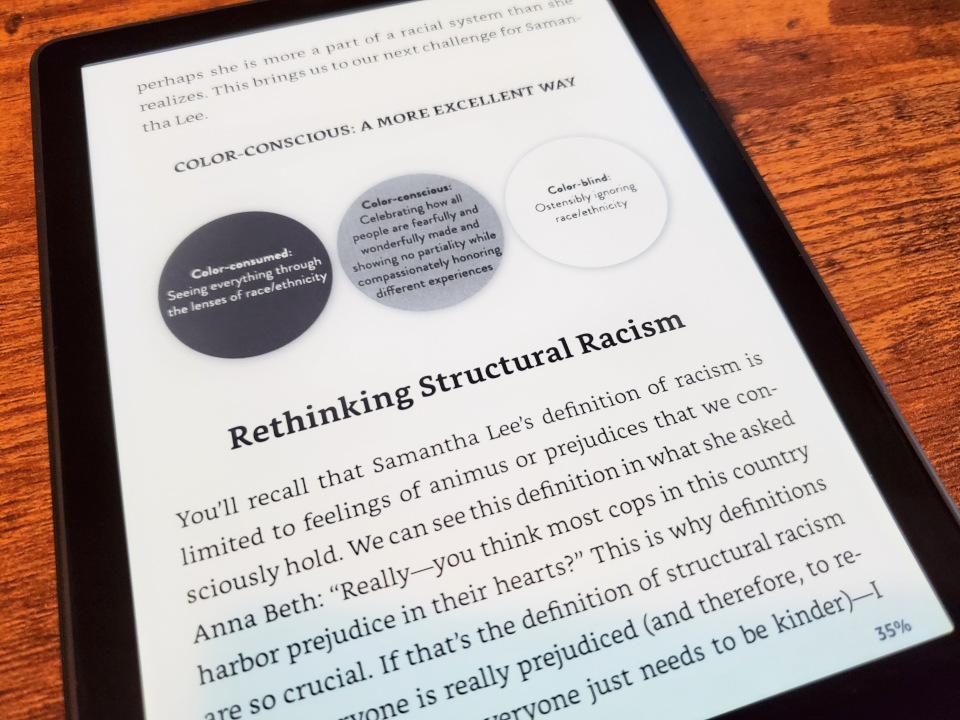 perhaps she is more a part of a racial system than she
realizes. This brings us to our next challenge for Saman-
tha Lee.
COLOR-CONSCIOUS: A MORE EXCELLENT WAY
Color-consumed:
Seeing everything through
the lenses of race/ethnicity
Color-conscious:
Celebrating how all
people are fearfully and
wonderfully made and
showing no partiality while
compassionately honoring
different experiences
Color-blind:
Ostensibly ignoring
race/ethnicity
Rethinking Structural Racism
You'll recall that Samantha Lee's definition of racism is
limited to feelings of animus or prejudices that we con-
sciously hold. We can see this definition in what she asked
Anna Beth: “Really—you think most cops in this country
harbor prejudice in their hearts?” This is why definitions
are so crucial. If that's the definition of structural racism
one is really prejudiced (and therefore, to re-
everyone just needs to be kinder)—I
35%